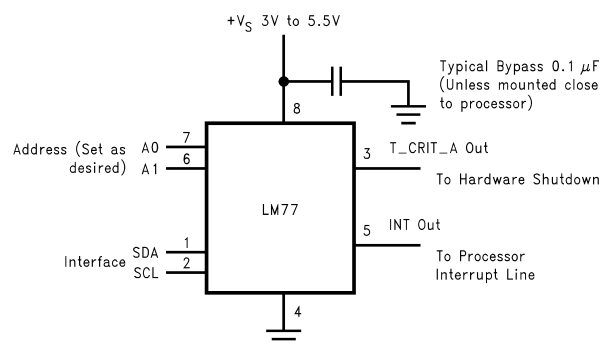 +VS 3V to 5.5V
Typical Bypass 0.1 μF
(Unless mounted close
to processor)
8
Address (Set as
desired)
A0
7
A1
6
3
T_CRIT_A Out
To Hardware Shutdown
LM77
5
INT Out
To Processor
Interrupt Line
Interface
SDA
1
SCL
2
4